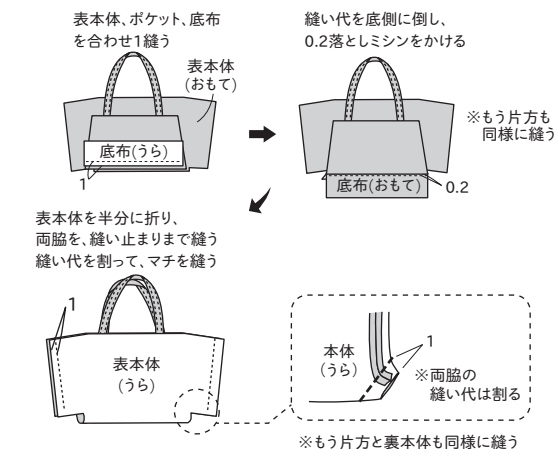 表本体、ポケット、底布
を合わせ1縫う
表本体
(おもて)
底布(うら)
1
縫い代を底側に倒し、
0.2落としミシンをかける
※もう片方も
同様に縫う
底布(おもて)
0.2
表本体を半分に折り、
両脇を、縫い止まりまで縫う
縫い代を割って、マチを縫う
1
表本体
(うら)
本体
(うら)
1
※両脇の
縫い代は割る
※もう片方と裏本体も同様に縫う